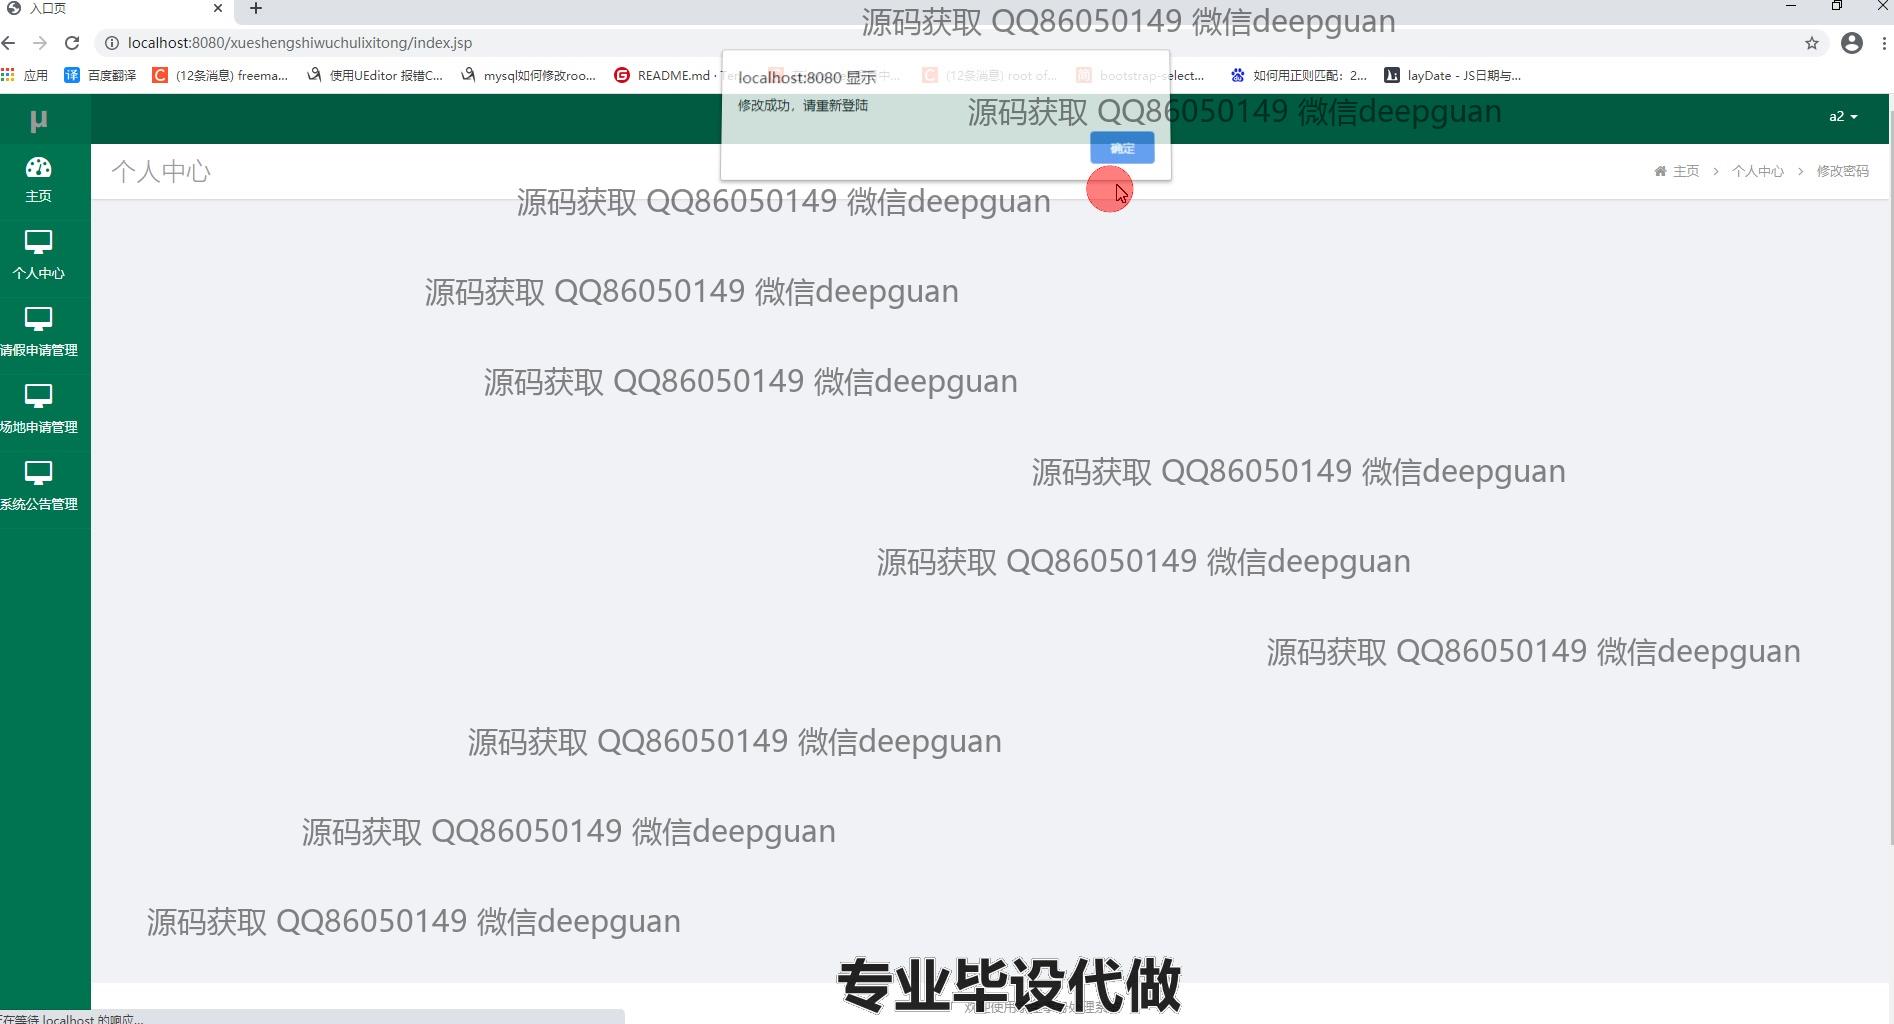 入口页
源码获取 QQ86050149 微信deepguan
localhost:8080/xueshengshiwuchulixitong/index.jsp
应用 百度翻译 (12条消息) freema... 使用UEditor 报错C... mysql如何修改roo... README.md · T (12条消息) root of... bootstrap-select... 如何用正则匹配：2... layDate - JS日期与...
localhost:8080 显示
修改成功，请重新登陆
源码获取 QQ86050149 微信deepguan
a2
确定
μ
个人中心
主页 > 个人中心 > 修改密码
主页
源码获取 QQ86050149 微信deepguan
个人中心
源码获取 QQ86050149 微信deepguan
请假申请管理
源码获取 QQ86050149 微信deepguan
场地申请管理
源码获取 QQ86050149 微信deepguan
系统公告管理
源码获取 QQ86050149 微信deepguan
源码获取 QQ86050149 微信deepguan
源码获取 QQ86050149 微信deepguan
源码获取 QQ86050149 微信deepguan
源码获取 QQ86050149 微信deepguan
专业毕设代做
正在等待 localhost 的响应...